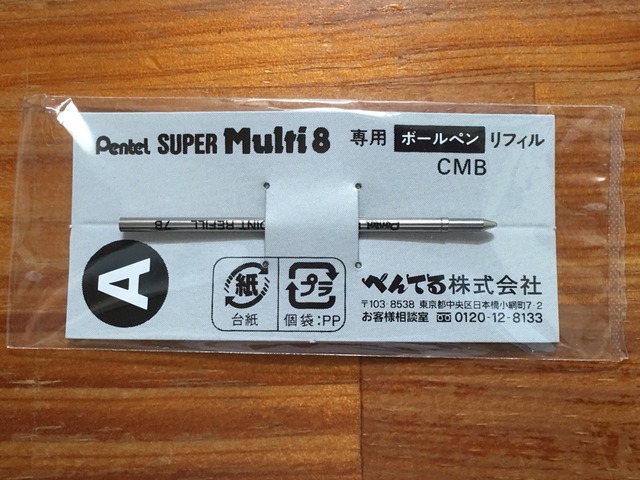 Pentel SUPER Multi 8 専用 ボールペン リフィル
CMB
POINT REFILL 7B
Pentel
A
紙
台紙
プラ
個袋:PP
ぺんてる株式会社
〒103-8538 東京都中央区日本橋小網町7-2
お客様相談室 0120-12-8133